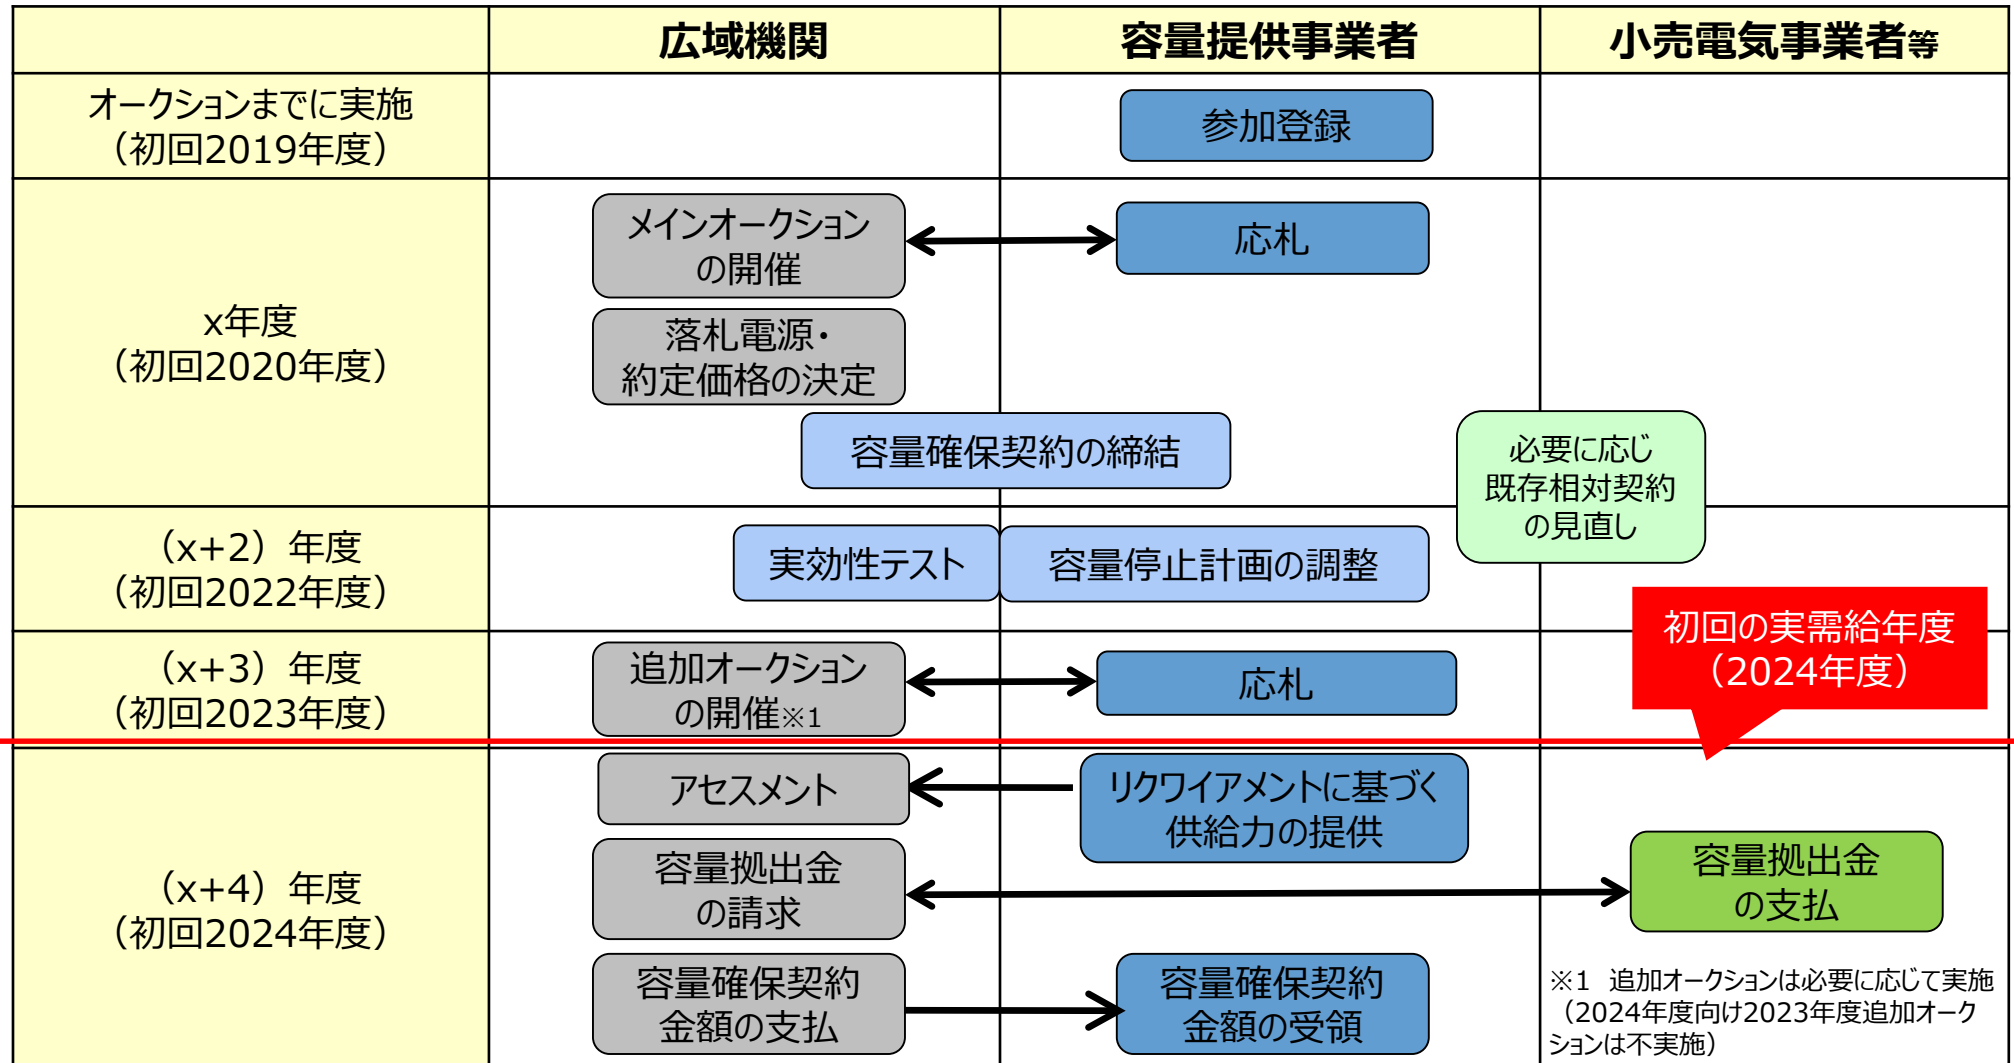 広域機関
容量提供事業者
小売電気事業者等
オークションまでに実施
（初回2019年度）
参加登録
x年度
（初回2020年度）
メインオークション
の開催
応札
落札電源・
約定価格の決定
容量確保契約の締結
必要に応じ
既存相対契約
の見直し
（x+2）年度
（初回2022年度）
実効性テスト
容量停止計画の調整
初回の実需給年度
（2024年度）
（x+3）年度
（初回2023年度）
追加オークション
の開催※1
応札
（x+4）年度
（初回2024年度）
アセスメント
リクワイアメントに基づく
供給力の提供
容量拠出金
の請求
容量拠出金
の支払
容量確保契約
金額の支払
容量確保契約
金額の受領
※1　追加オークションは必要に応じて実施
（2024年度向け2023年度追加オーク
ションは不実施）